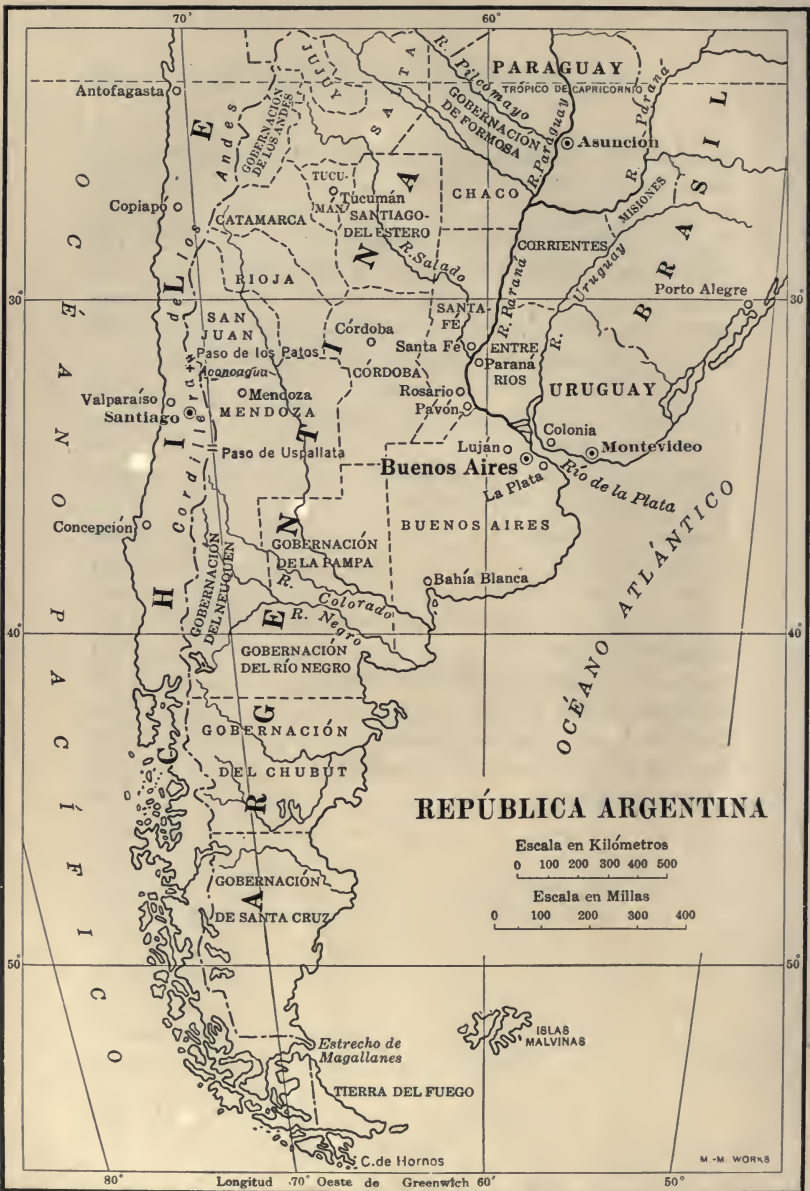 70°
60°
JUJUY
SALTA
R. Pilcomayo
PARAGUAY
TRÓPICO DE CAPRICORNIO
R. Paraná
Antofagasta
GOBERNACIÓN
DE LOS ANDES
GOBERNACIÓN
DE FORMOSA
R. Paraguay
Asunción
BRASIL
CHILE
Cordillera de los Andes
ARGENTINA
OCÉANO PACÍFICO
TUCU-
MÁN
Tucumán
CHACO
MISIONES
Copiapó
CATAMARCA
SANTIAGO-
DEL ESTERO
CORRIENTES
R. Salado
R. Paraná
R. Uruguay
RIOJA
30°
30°
Porto Alegre
SAN
JUAN
SANTA-
FÉ
Córdoba
Santa Fé
ENTRE
RIOS
Paso de los Patos
CÓRDOBA
Paraná
Aconcagua
Valparaíso
Mendoza
Rosario
URUGUAY
Santiago
MENDOZA
Pavón
Colonia
Luján
Montevideo
Paso de Uspallata
Buenos Aires
La Plata
Río de la Plata
Concepción
BUENOS AIRES
GOBERNACIÓN
DE LA PAMPA
GOBERNACIÓN
DEL NEUQUEN
R. Colorado
Bahía Blanca
R. Negro
OCÉANO ATLÁNTICO
40°
40°
GOBERNACIÓN
DEL RÍO NEGRO
GOBERNACIÓN
DEL CHUBUT
REPÚBLICA ARGENTINA
Escala en Kilómetros
0 100 200 300 400 500
GOBERNACIÓN
DE SANTA CRUZ
Escala en Millas
0 100 200 300 400
50°
50°
ISLAS
MALVINAS
Estrecho de
Magallanes
TIERRA DEL FUEGO
C. de Hornos
M.-M. WORKS
80° Longitud 70° Oeste de Greenwich 60° 50°